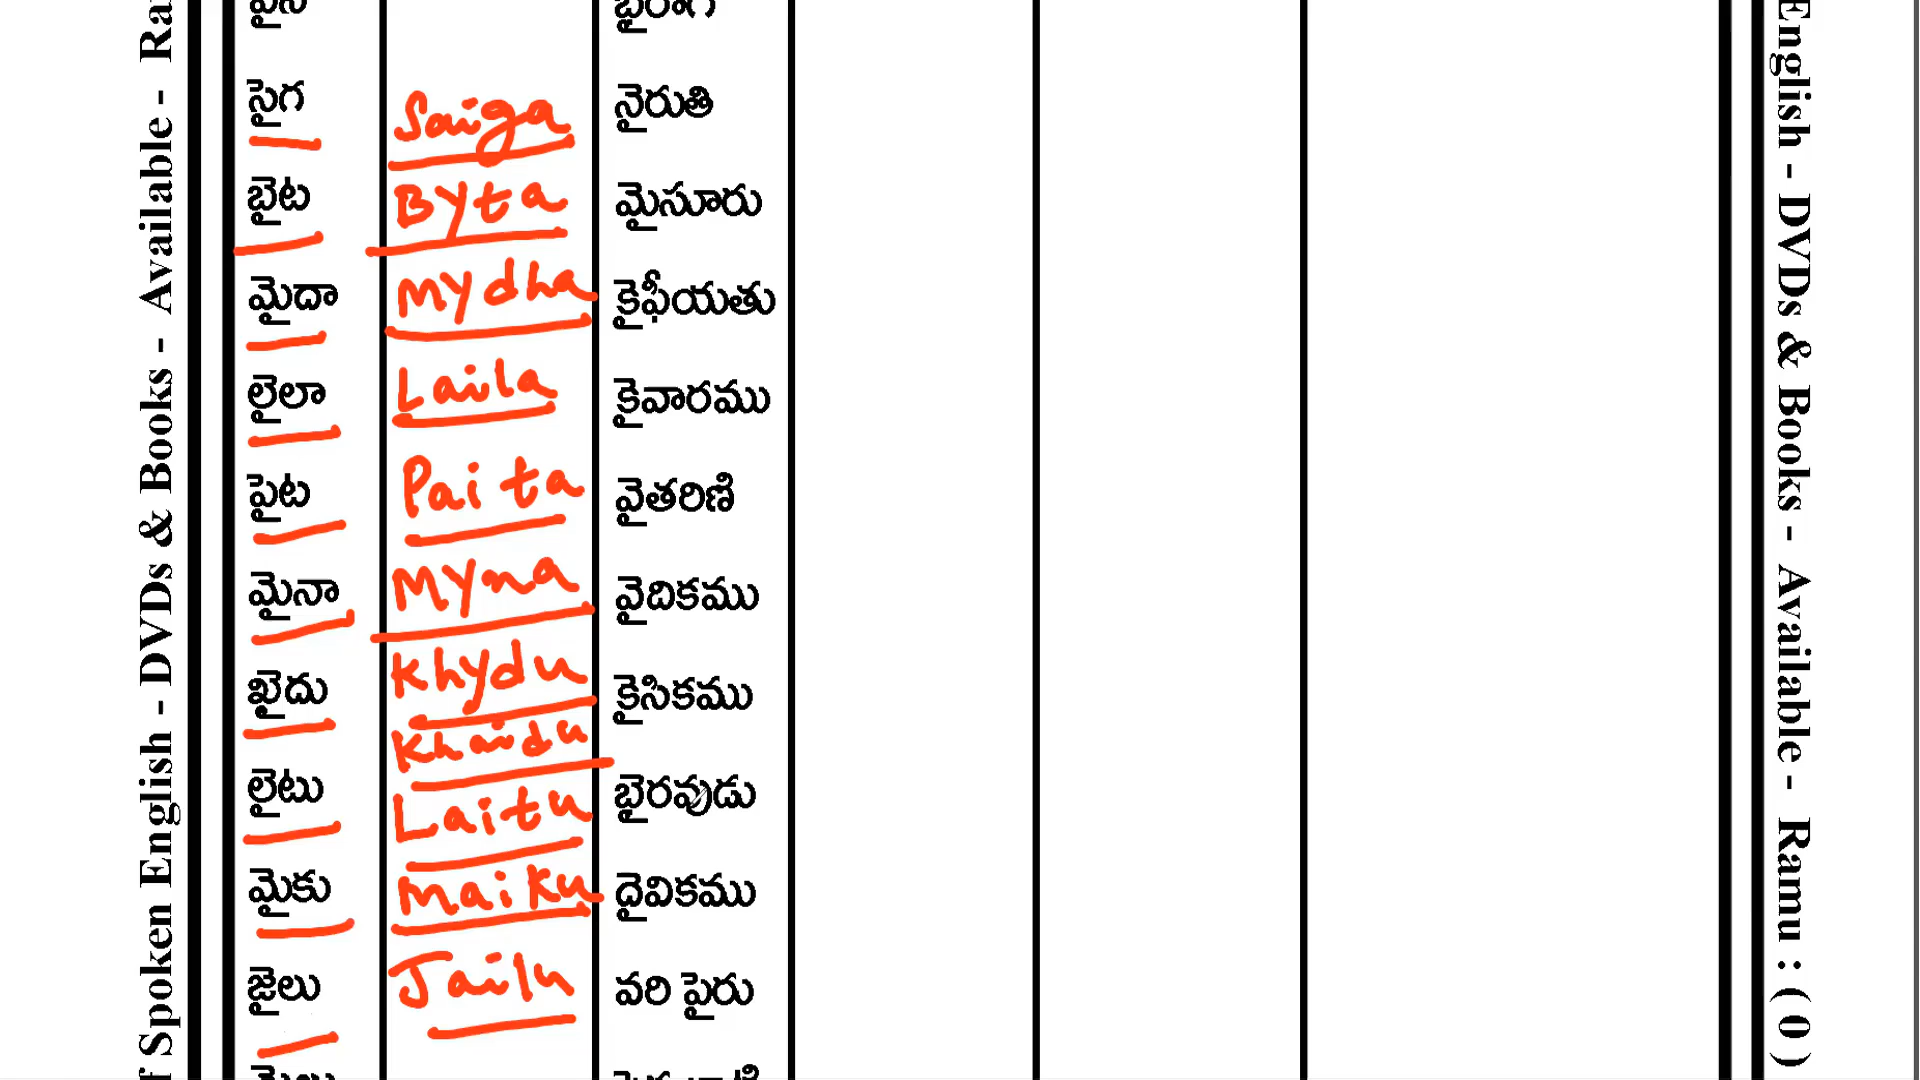 f Spoken English - DVDs & Books - Available - Ra
సైగ Saiga నైరుతి
బైట Byta మైసూరు
మైదా Mydha కైఫీయతు
లైలా Laila కైవారము
పైట Paita వైతరిణి
మైనా Myna వైదికము
ఖైదు Khydu కైసికము
Khaidu
లైటు Laitu బైరవుడు
మైకు Maiku దైవికము
జైలు Jailu వరి పైరు
English - DVDs & Books - Available - Ramu : ( 0 )